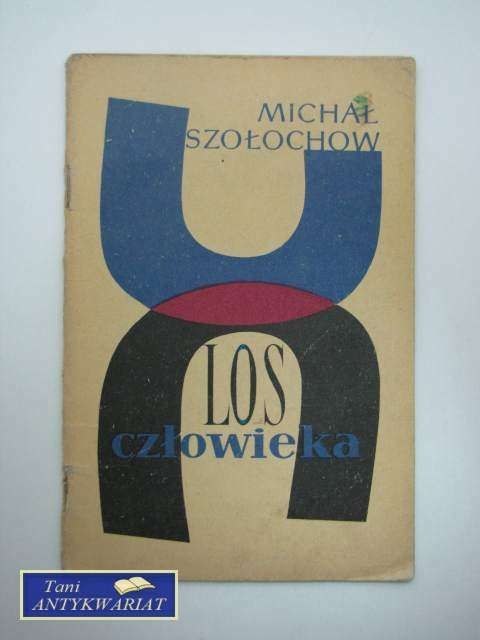 MICHAŁ
SZOŁOCHOW
LOS
człowieka
Tani
ANTYKWARIAT